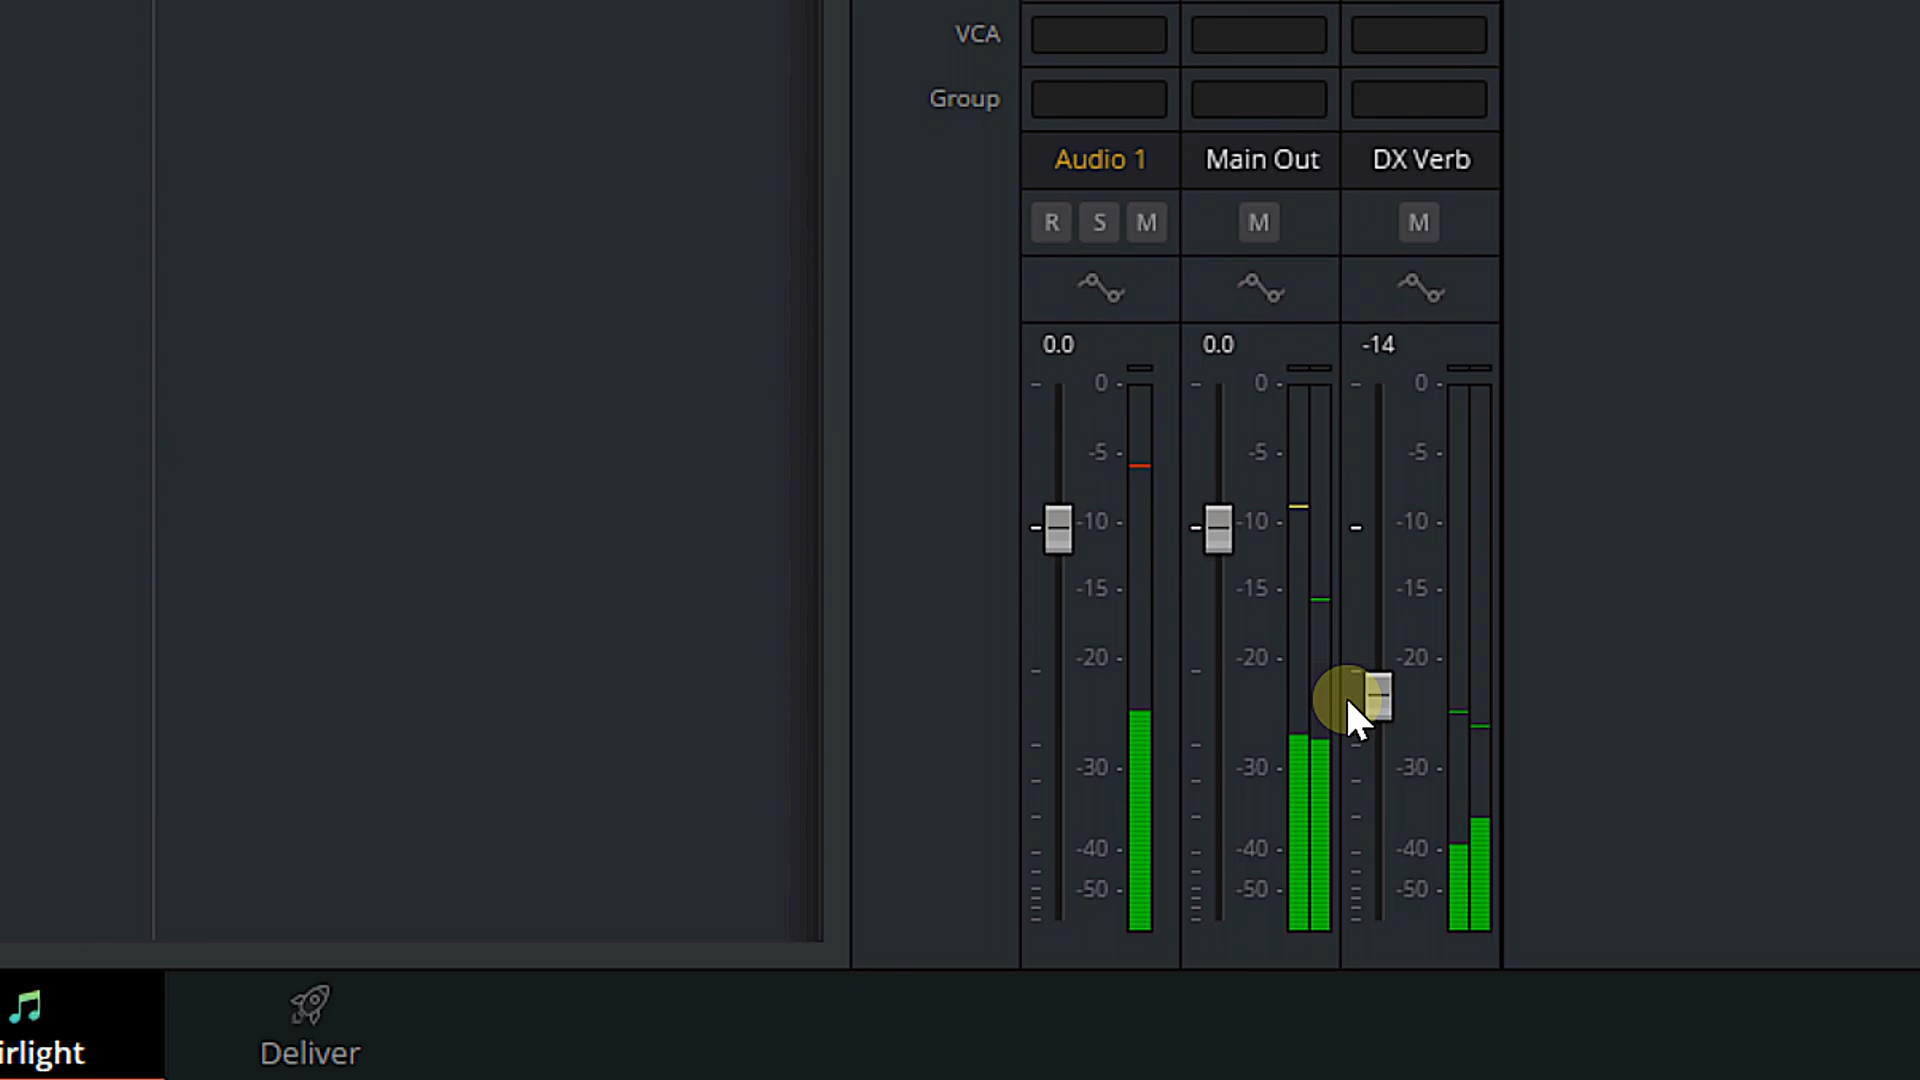 VCA
Group
Audio 1 Main Out DX Verb
R S M M M
0.0 0.0 -14
0 0 0
-5 -5 -5
-10 -10 -10
-15 -15 -15
-20 -20 -20
-30 -30 -30
-40 -40 -40
-50 -50 -50
irlight Deliver